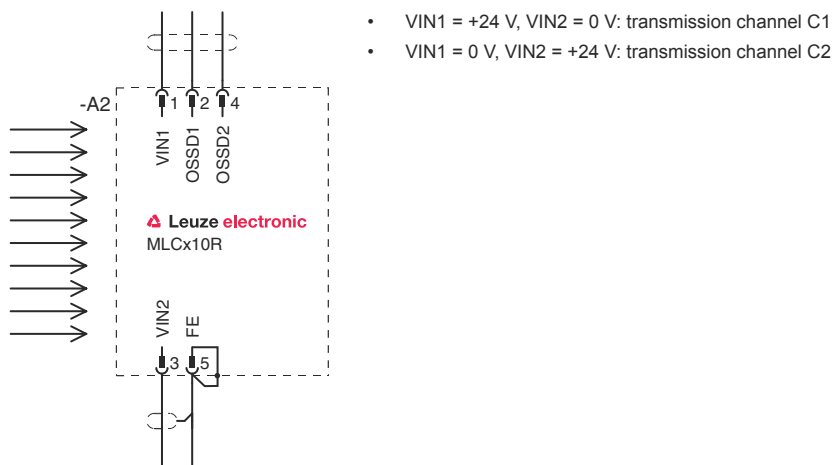 • VIN1 = +24 V, VIN2 = 0 V: transmission channel C1
• VIN1 = 0 V, VIN2 = +24 V: transmission channel C2
-A2
1 2 4
VIN1
OSSD1
OSSD2
Leuze electronic
MLCx10R
VIN2
FE
3 5